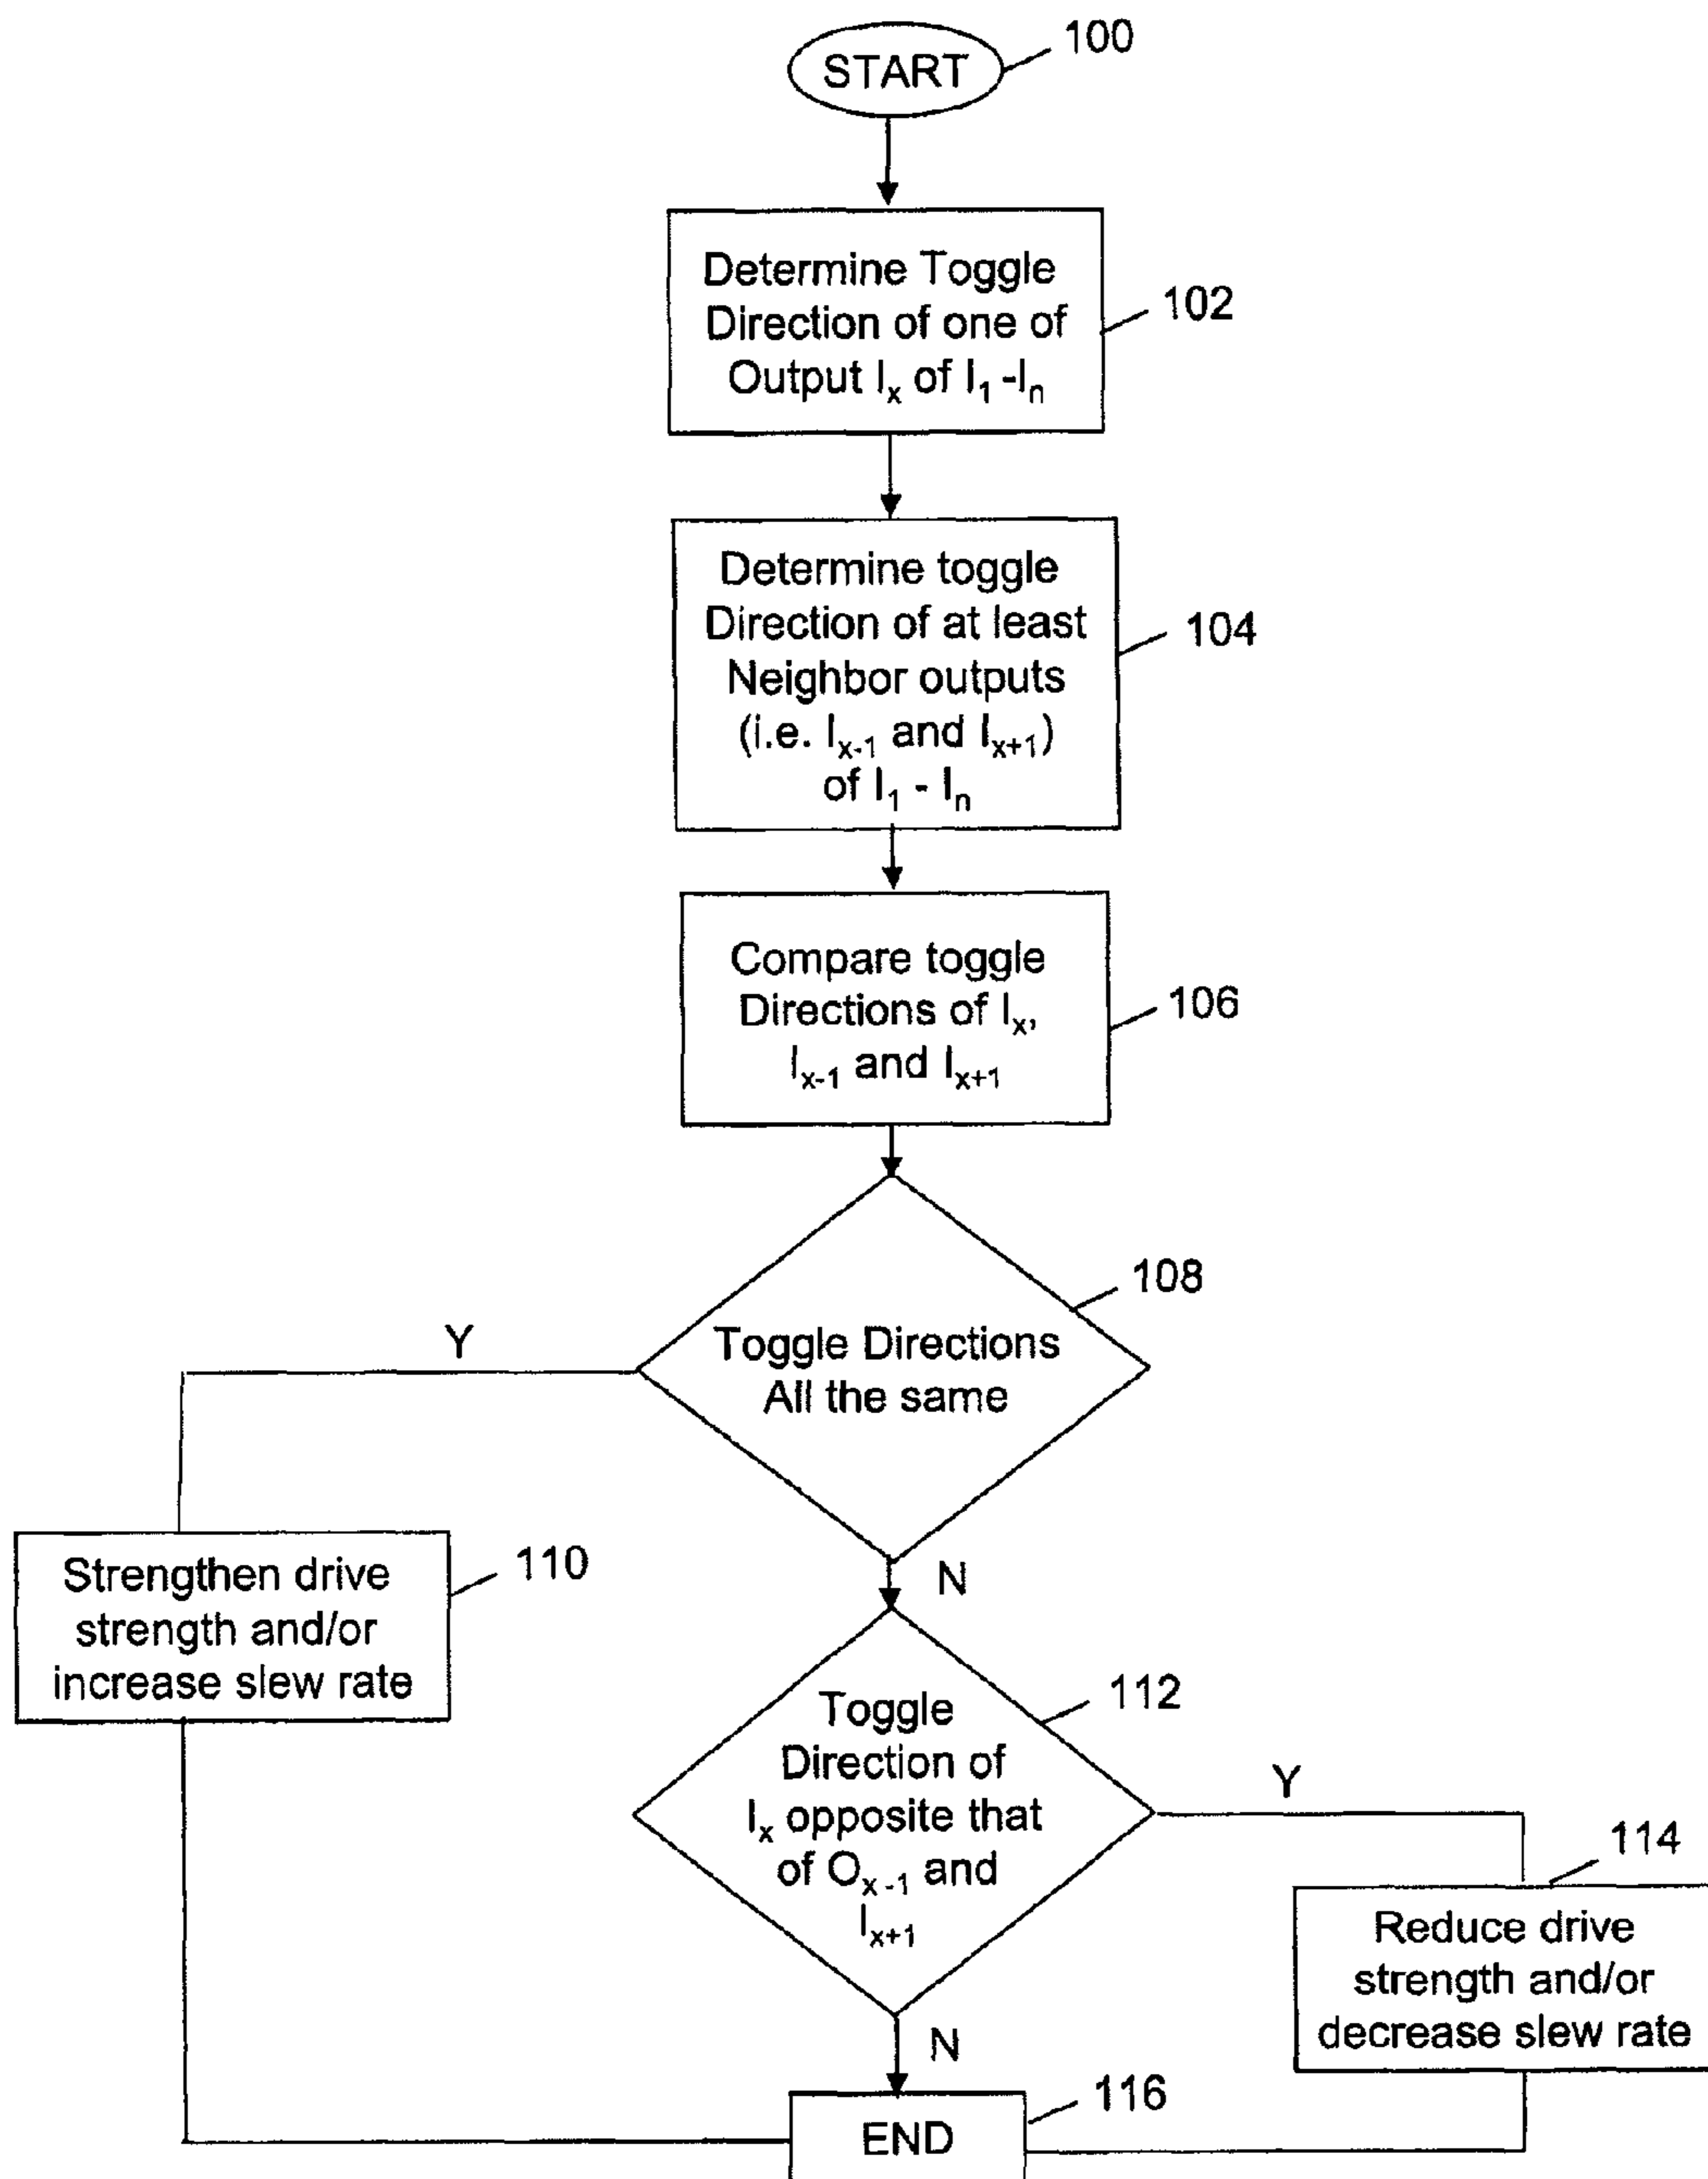 START
100
Determine Toggle
Direction of one of
Output Iₓ of I₁ -Iₙ
102
Determine toggle
Direction of at least
Neighbor outputs
(i.e. Iₓ₋₁ and Iₓ₊₁)
of I₁ - Iₙ
104
Compare toggle
Directions of Iₓ,
Iₓ₋₁ and Iₓ₊₁
106
108
Toggle Directions
All the same
Y
N
Strengthen drive
strength and/or
increase slew rate
110
Toggle
Direction of
Iₓ opposite that
of Oₓ₋₁ and
Iₓ₊₁
112
Y
N
114
Reduce drive
strength and/or
decrease slew rate
END
116